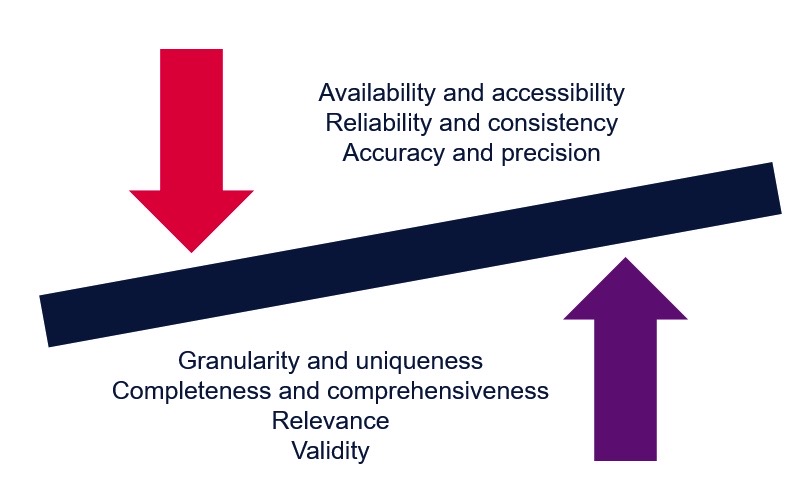 Availability and accessibility
Reliability and consistency
Accuracy and precision
Granularity and uniqueness
Completeness and comprehensiveness
Relevance
Validity